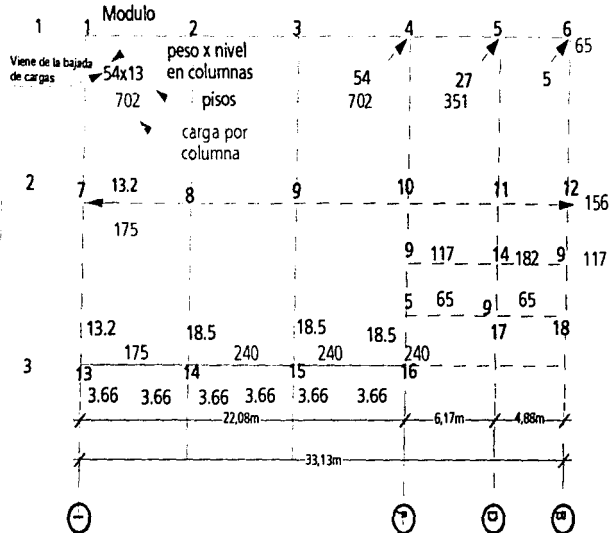 Modulo
1 1 2 3 4 5 6
65
Viene de la bajada
de cargas
peso x nivel
en columnas
54x13
702 pisos
carga por
columna
54 27 5
702 351
2 7 13.2 8 9 10 11 12 156
175
9 117 14 182 9 117
5 65 9 65
17 18
13.2 18.5 18.5 18.5
175 240 240 240
3
13 14 15 16
3.66 3.66 3.66 3.66 3.66 3.66
22,08m 6,17m 4,88m
33,13m